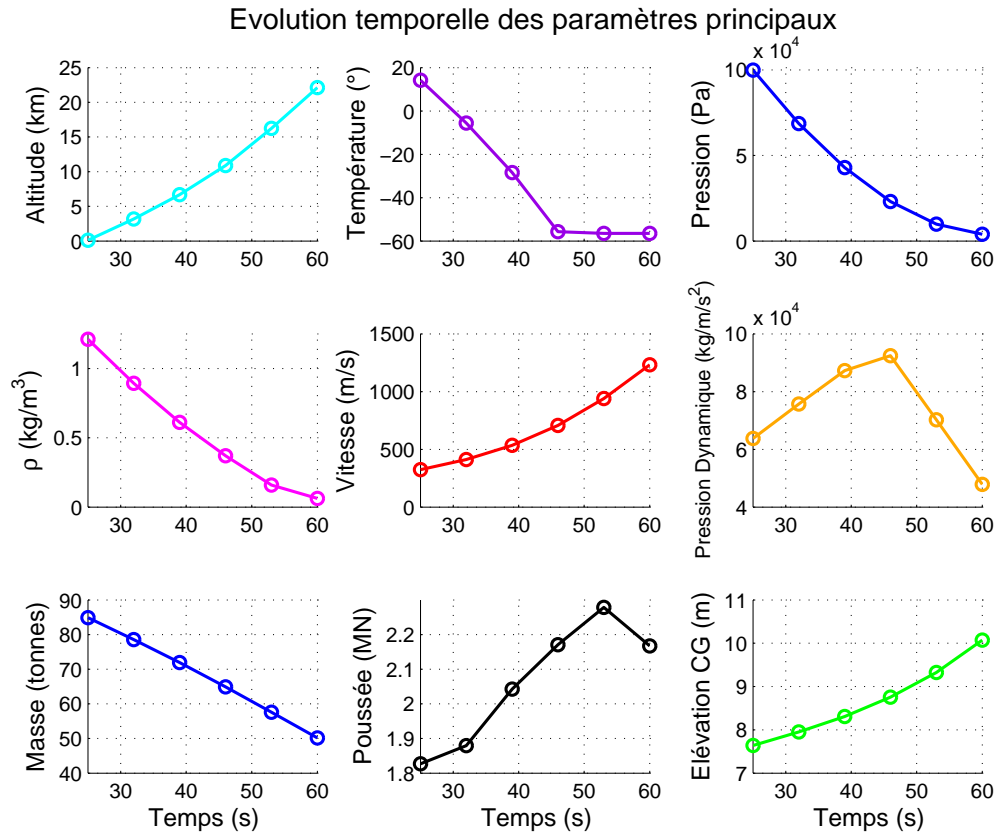 Evolution temporelle des paramètres principaux
Altitude (km)
25
20
15
10
5
0
30 40 50 60
Température (°)
20
0
−20
−40
−60
30 40 50 60
x 10^4
Pression (Pa)
10
5
0
30 40 50 60
ρ (kg/m^3)
1
0.5
0
30 40 50 60
Vitesse (m/s)
1500
1000
500
0
30 40 50 60
x 10^4
Pression Dynamique (kg/m/s^2)
10
8
6
4
30 40 50 60
Masse (tonnes)
90
80
70
60
50
40
30 40 50 60
Temps (s)
Poussée (MN)
2.2
2.1
2
1.9
1.8
30 40 50 60
Temps (s)
Elévation CG (m)
11
10
9
8
7
30 40 50 60
Temps (s)